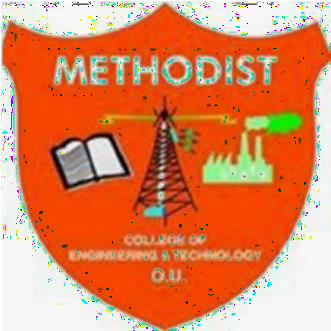 METHODIST
COLLEGE OF
ENGINEERING & TECHNOLOGY
O.U.